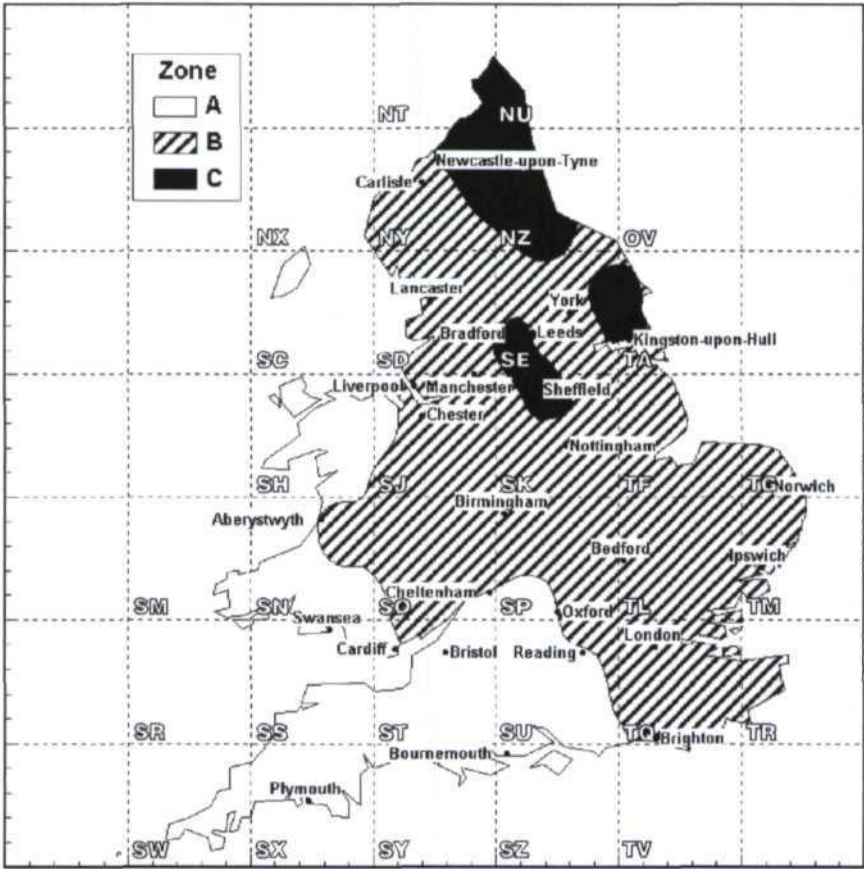 Zone
A
B
C
NT
NU
Newcastle-upon-Tyne
Carlisle
NX
NY
NZ
OV
Lancaster
York
Bradford
Leeds
Kingston-upon-Hull
SC
SD
SE
TA
Liverpool
Manchester
Sheffield
Chester
Nottingham
SH
SJ
SK
TF
TG
Norwich
Birmingham
Aberystwyth
Bedford
Ipswich
Cheltenham
SM
SN
SO
SP
Oxford
TL
TM
Swansea
London
Cardiff
Bristol
Reading
SR
SS
ST
SU
TQ
Brighton
TR
Bournemouth
Plymouth
SW
SX
SY
SZ
TV